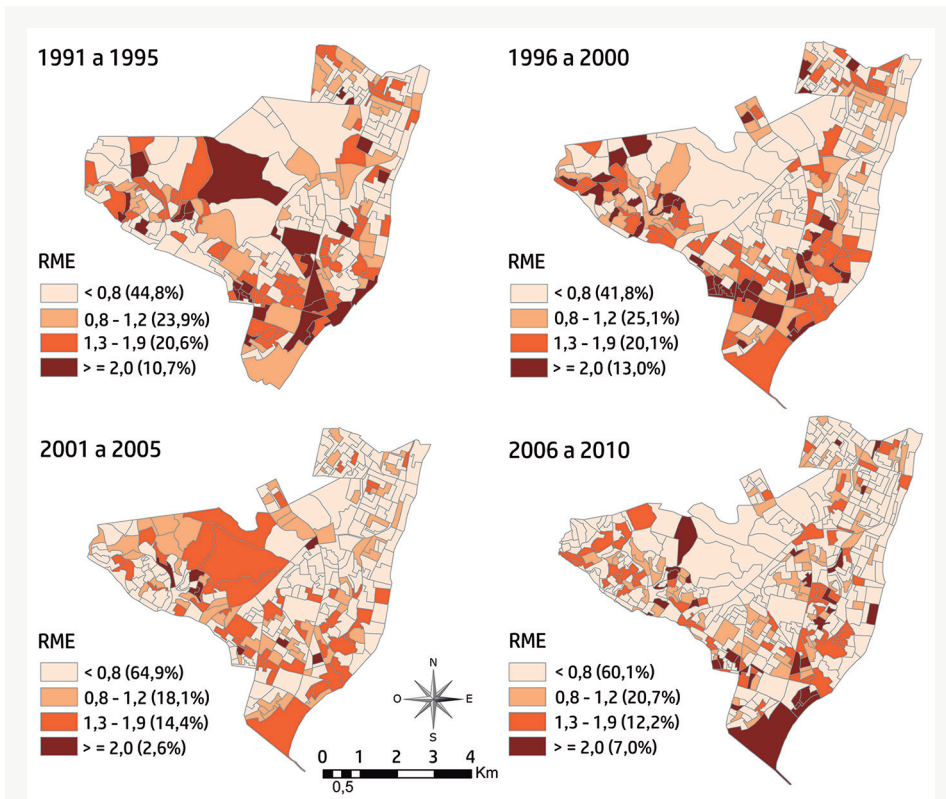 1991 a 1995
RME
< 0,8 (44,8%)
0,8 – 1,2 (23,9%)
1,3 – 1,9 (20,6%)
> = 2,0 (10,7%)
1996 a 2000
RME
< 0,8 (41,8%)
0,8 – 1,2 (25,1%)
1,3 – 1,9 (20,1%)
> = 2,0 (13,0%)
2001 a 2005
RME
< 0,8 (64,9%)
0,8 – 1,2 (18,1%)
1,3 – 1,9 (14,4%)
> = 2,0 (2,6%)
N
O E
S
0 1 2 3 4
Km
0,5
2006 a 2010
RME
< 0,8 (60,1%)
0,8 – 1,2 (20,7%)
1,3 – 1,9 (12,2%)
> = 2,0 (7,0%)